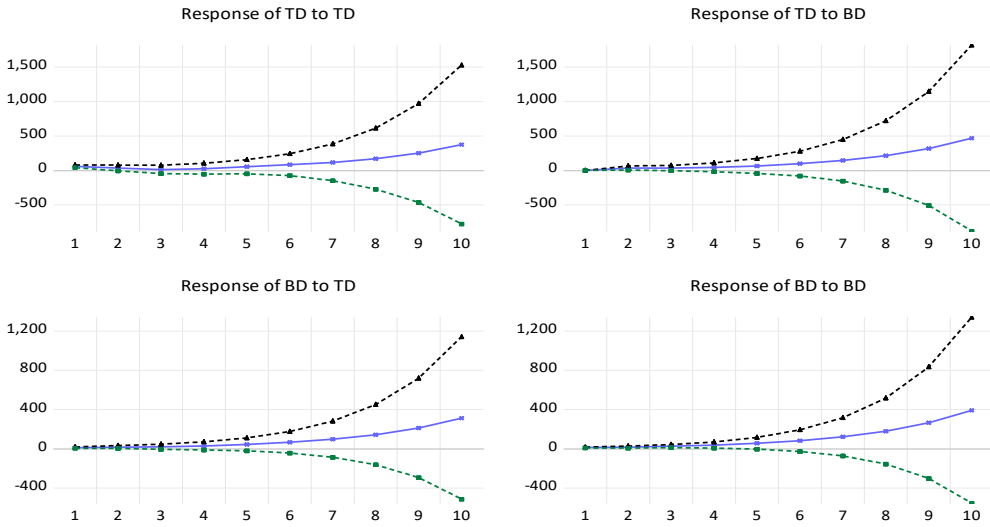 Response of TD to TD
1,500
1,000
500
0
-500
1 2 3 4 5 6 7 8 9 10
Response of TD to BD
1,500
1,000
500
0
-500
1 2 3 4 5 6 7 8 9 10
Response of BD to TD
1,200
800
400
0
-400
1 2 3 4 5 6 7 8 9 10
Response of BD to BD
1,200
800
400
0
-400
1 2 3 4 5 6 7 8 9 10